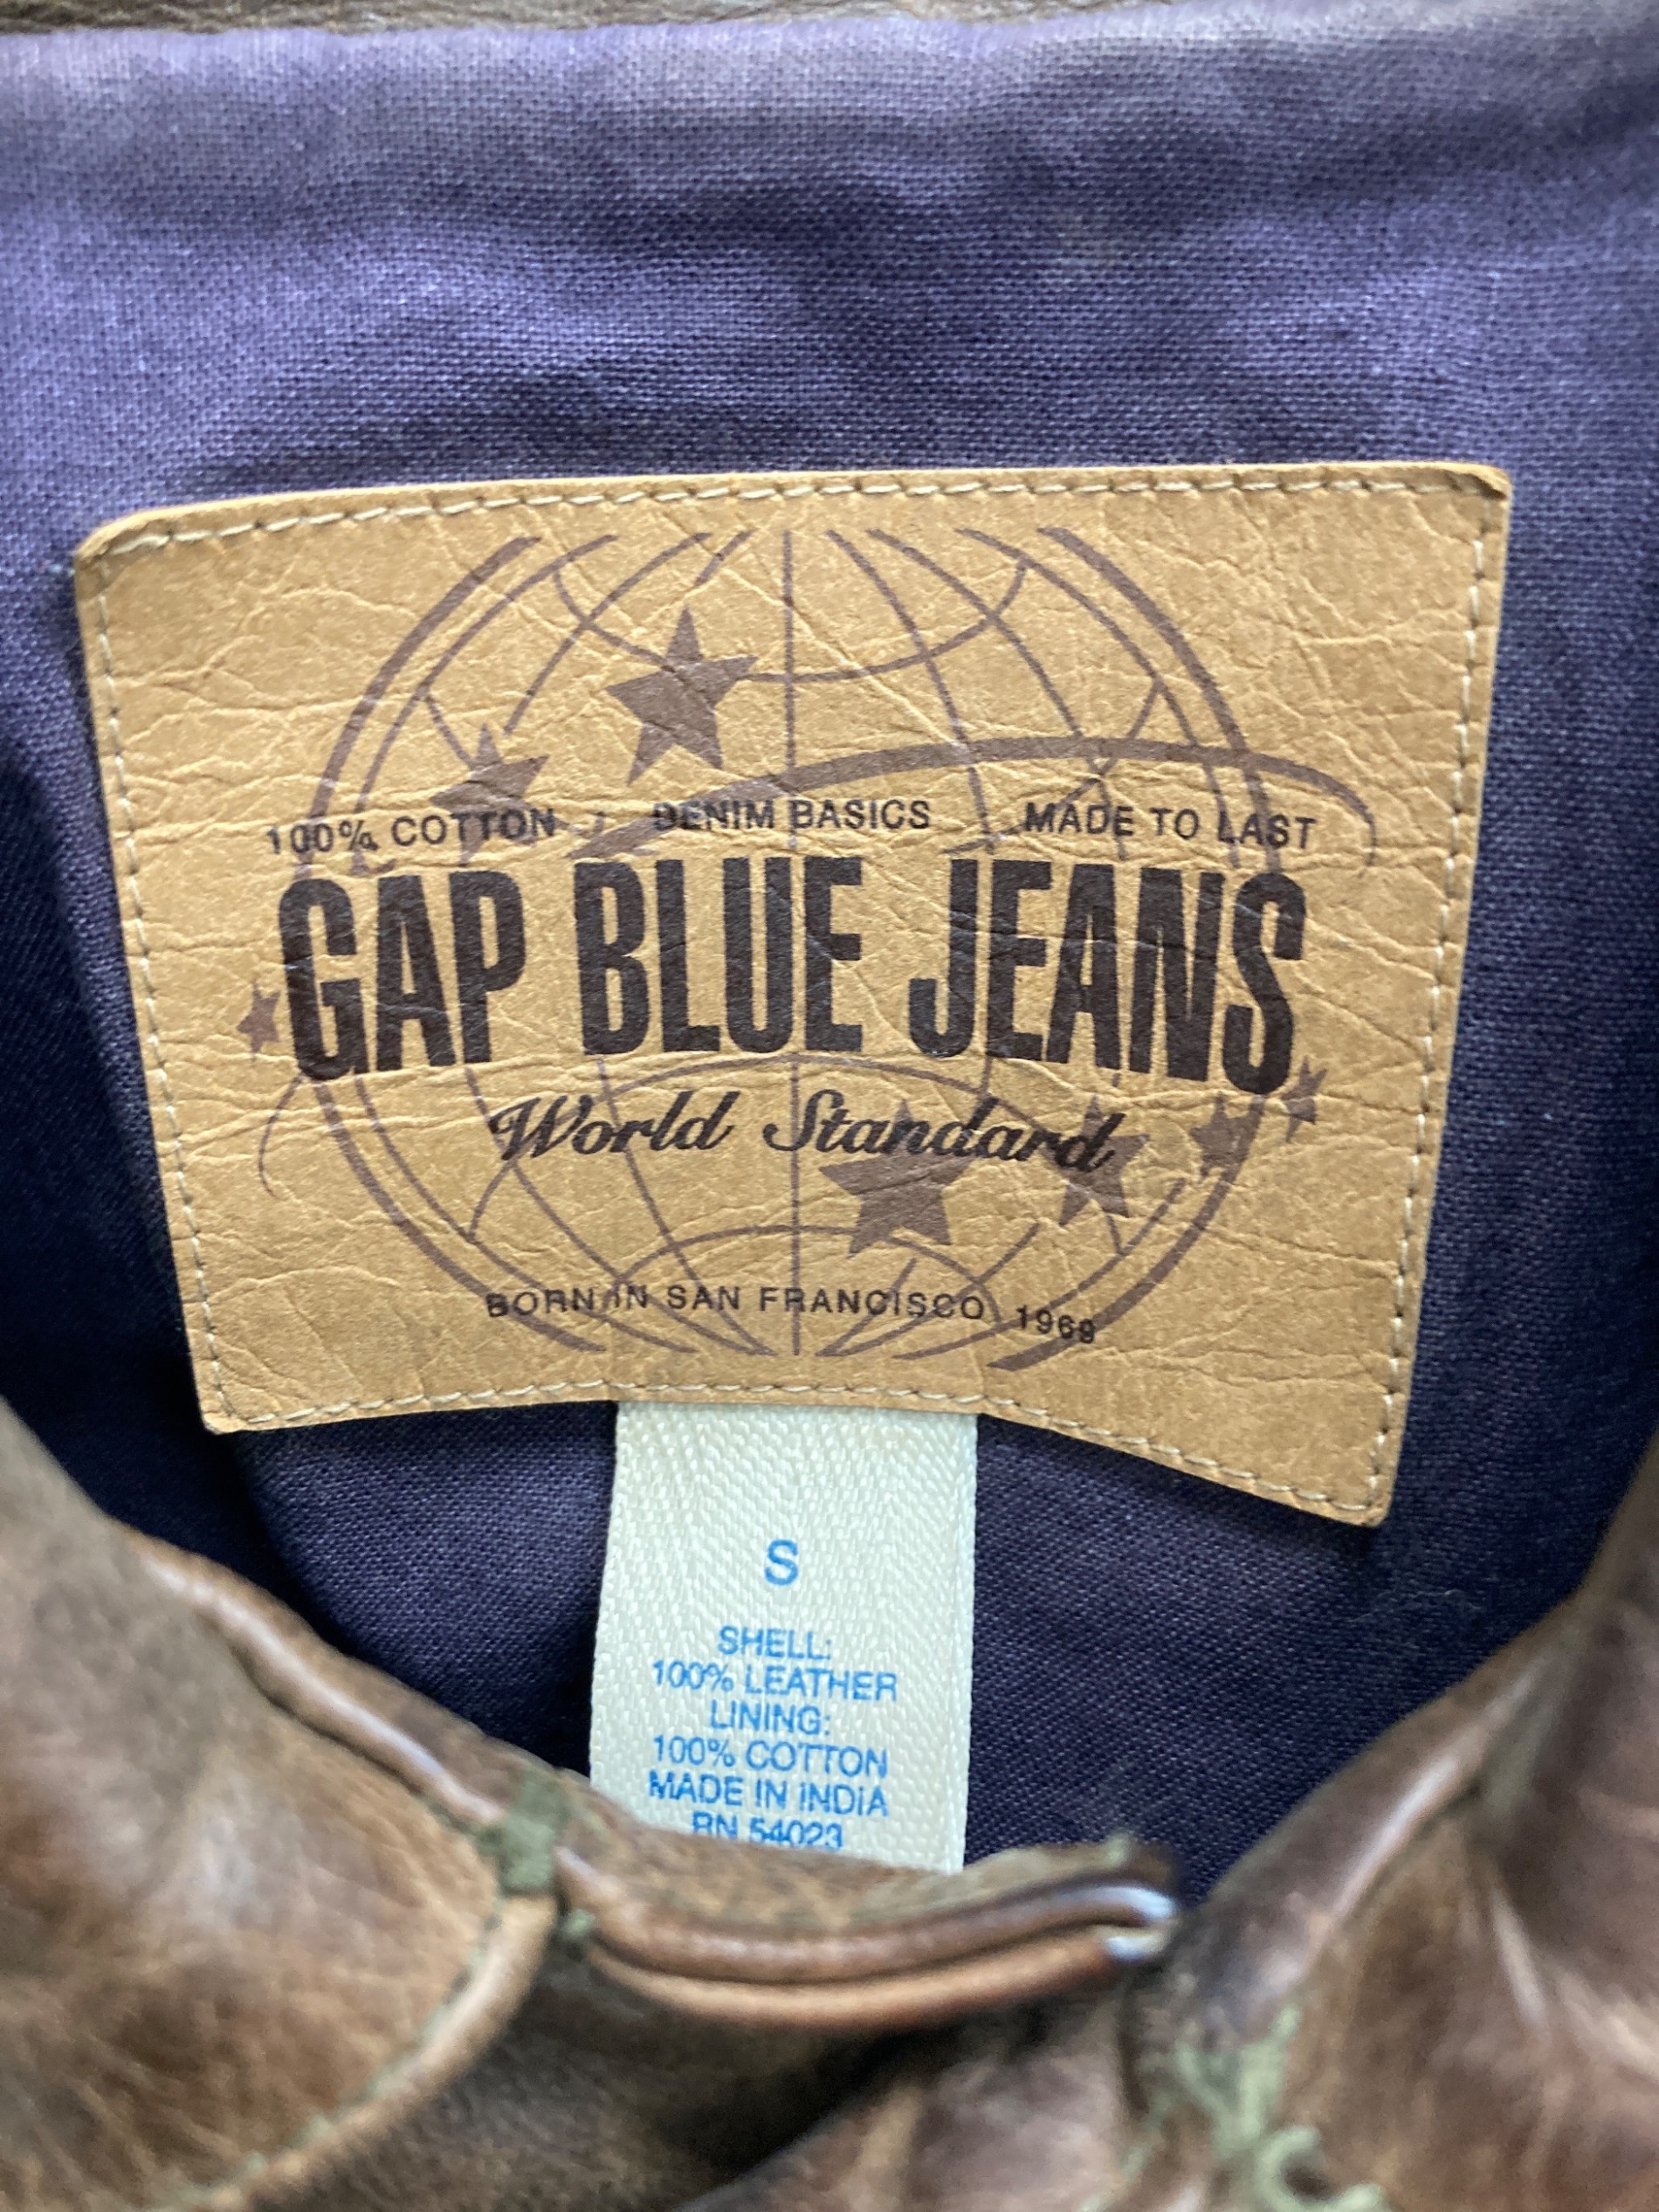 100% COTTON DENIM BASICS MADE TO LAST
GAP BLUE JEANS
World Standard
BORN IN SAN FRANCISCO 1969
S
SHELL:
100% LEATHER
LINING:
100% COTTON
MADE IN INDIA
RN 54023